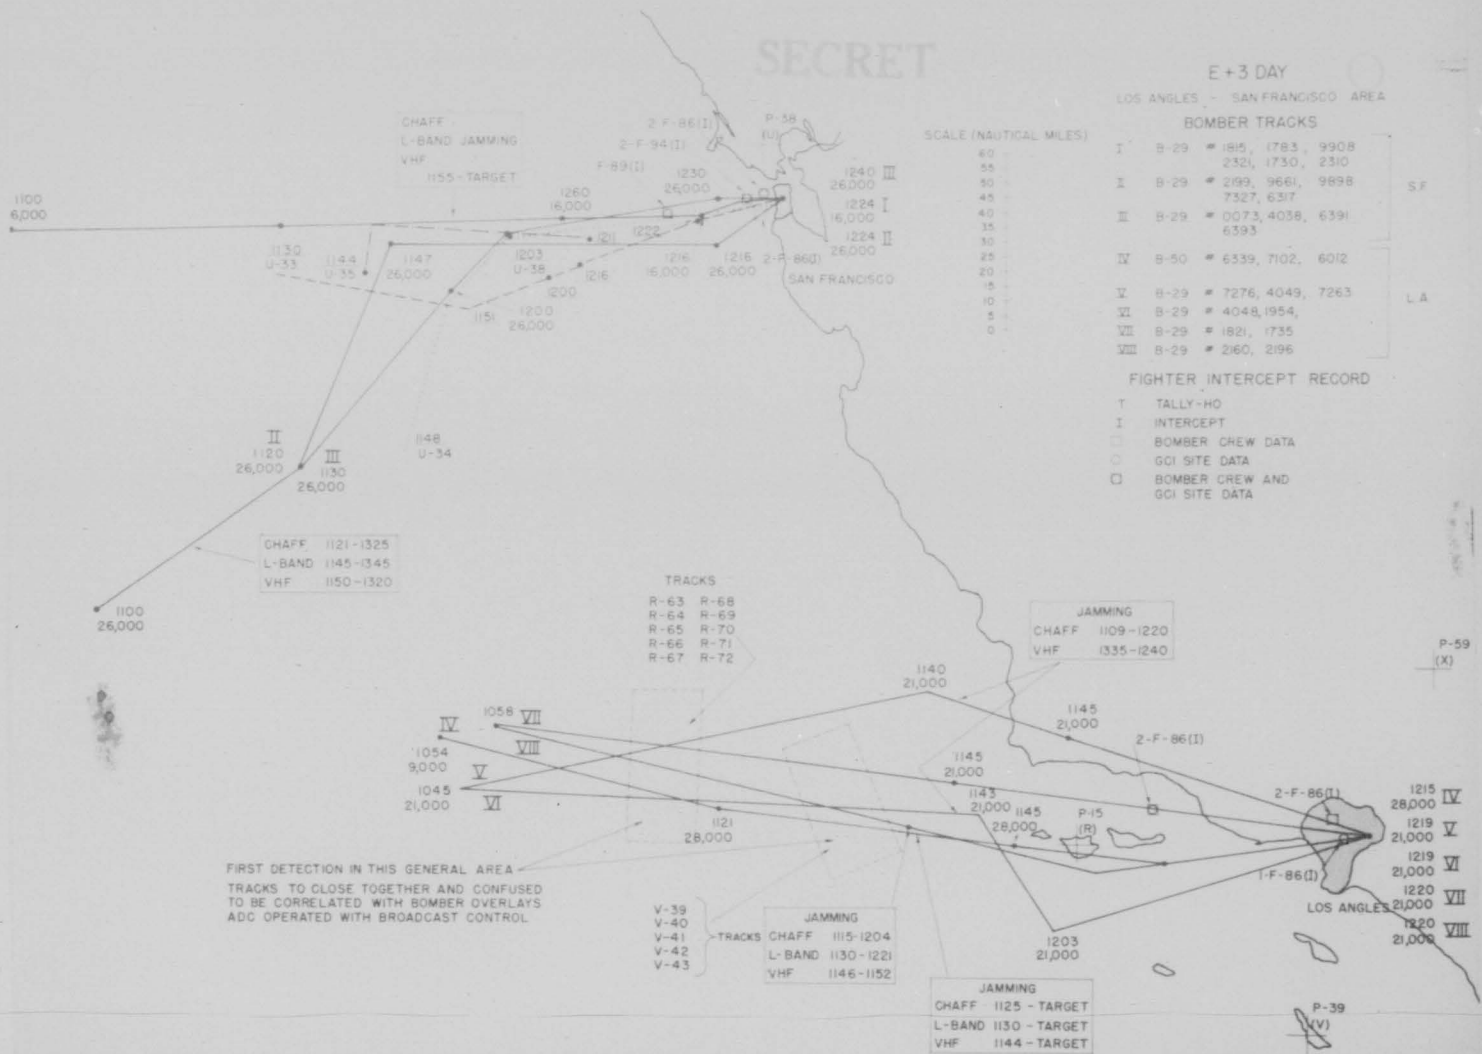 SECRET
E+3 DAY
LOS ANGLES - SAN FRANCISCO AREA
BOMBER TRACKS
I B-29 # 1815, 1783, 9908
2321, 1730, 2310
II B-29 # 2199, 9661, 9898
7327, 6317
III B-29 # 0073, 4038, 6391
6393
S.F.
IV B-50 # 6339, 7102, 6012
V B-29 # 7276, 4049, 7263
VI B-29 # 4048, 1954,
VII B-29 # 1821, 1735
VIII B-29 # 2160, 2196
L.A.
FIGHTER INTERCEPT RECORD
T TALLY-HO
I INTERCEPT
BOMBER CREW DATA
GCI SITE DATA
BOMBER CREW AND
GCI SITE DATA
SCALE (NAUTICAL MILES)
60
55
50
45
40
35
30
25
20
15
10
5
0
CHAFF
L-BAND JAMMING
VHF
1155-TARGET
2-F-86(I)
2-F-94(I)
F-89(I)
P-38
(U)
1100
6,000
1260
16,000
1230
26,000
1240 III
26,000
1224 I
16,000
1224 II
26,000
1130
U-33
1144
U-35
1147
26,000
1203
U-38
1211
1222
1216
1200
1216
16,000
1216
26,000
2-F-86(I)
SAN FRANCISCO
1151
1200
26,000
1148
U-34
II
1120
26,000
III
1130
26,000
CHAFF 1121-1325
L-BAND 1145-1345
VHF 1150-1320
1100
26,000
TRACKS
R-63 R-68
R-64 R-69
R-65 R-70
R-66 R-71
R-67 R-72
JAMMING
CHAFF 1109-1220
VHF 1335-1240
P-59
(X)
1140
21,000
1145
21,000
2-F-86(I)
IV
1054
9,000
1058 VII
VIII
V
1045
21,000
VI
1121
28,000
1145
21,000
1143
21,000
1145
28,000
P-15
(R)
2-F-86(I)
1-F-86(I)
LOS ANGLES
1215
28,000 IV
1219
21,000 V
1219
21,000 VI
1220
21,000 VII
1220
21,000 VIII
1203
21,000
FIRST DETECTION IN THIS GENERAL AREA
TRACKS TO CLOSE TOGETHER AND CONFUSED
TO BE CORRELATED WITH BOMBER OVERLAYS
ADC OPERATED WITH BROADCAST CONTROL
V-39
V-40
V-41
V-42
V-43
TRACKS
JAMMING
CHAFF 1115-1204
L-BAND 1130-1221
VHF 1146-1152
JAMMING
CHAFF 1125 - TARGET
L-BAND 1130 - TARGET
VHF 1144 - TARGET
P-39
(V)